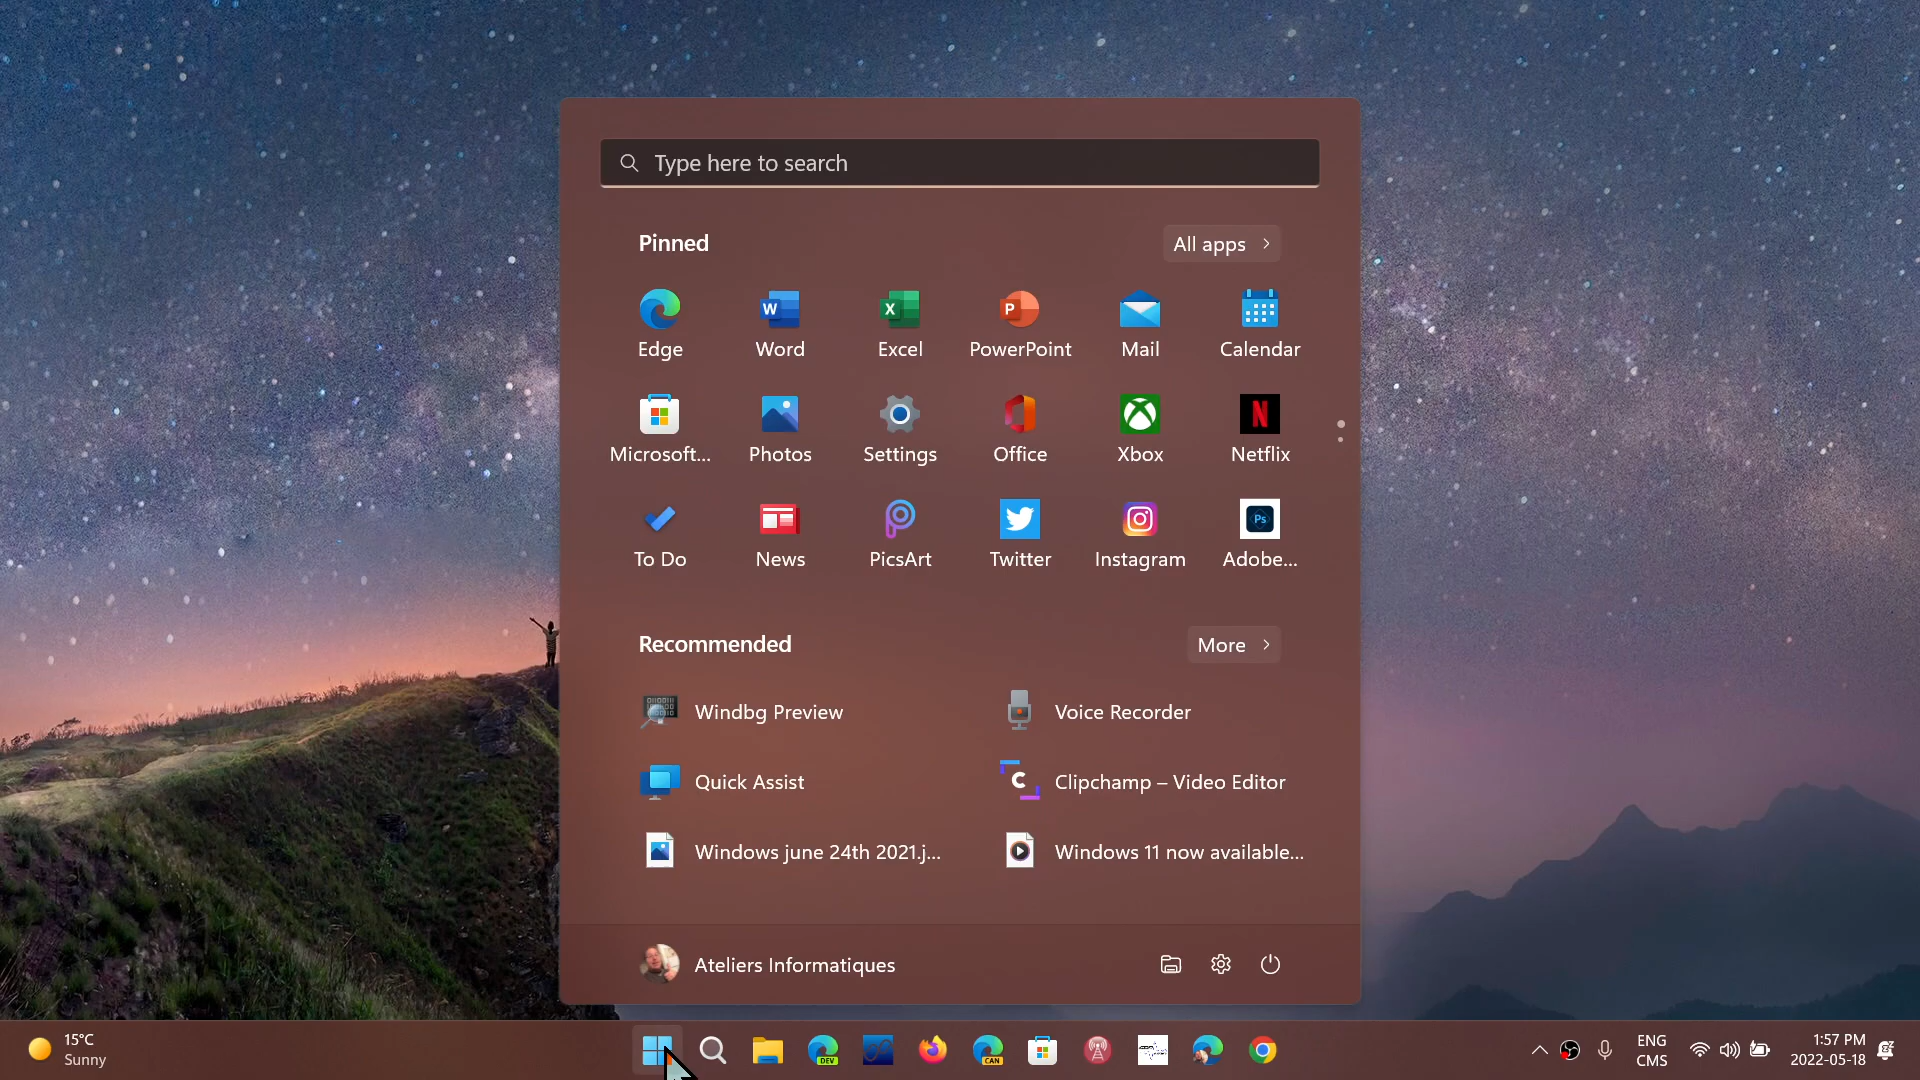 Type here to search
Pinned
All apps
Edge
Word
Excel
PowerPoint
Mail
Calendar
Microsoft...
Photos
Settings
Office
Xbox
Netflix
To Do
News
PicsArt
Twitter
Instagram
Adobe...
Recommended
More
Windbg Preview
Voice Recorder
Quick Assist
Clipchamp – Video Editor
Windows june 24th 2021.j...
Windows 11 now available...
Ateliers Informatiques
15°C
Sunny
DEV
CAN
ENG
CMS
1:57 PM
2022-05-18